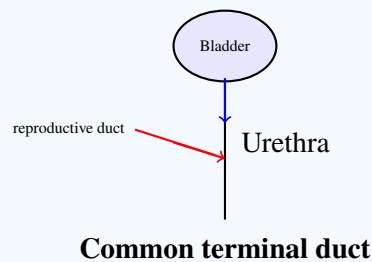 Bladder
reproductive duct
Urethra
Common terminal duct